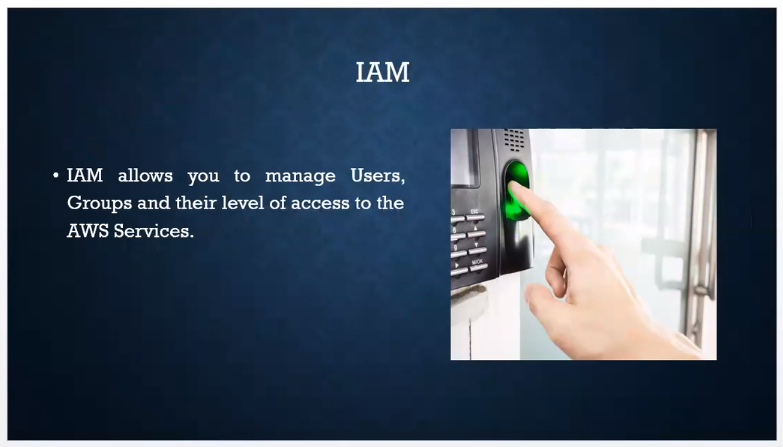 IAM
• IAM allows you to manage Users,
Groups and their level of access to the
AWS Services.